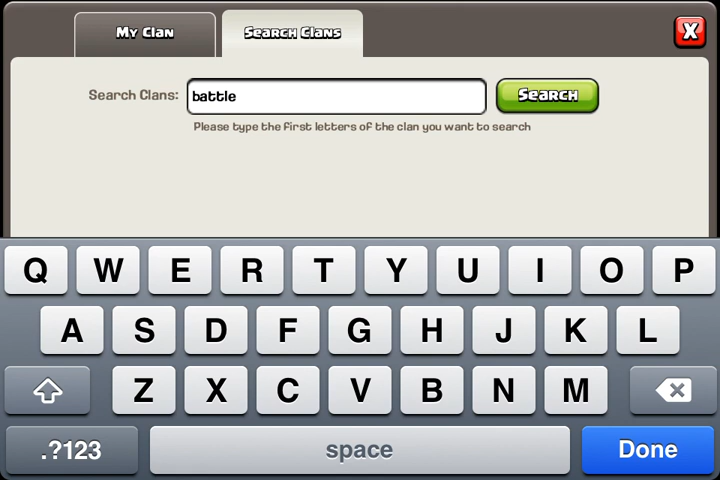 My Clan
Search Clans
X
Search Clans:
battle
Search
Please type the first letters of the clan you want to search
Q W E R T Y U I O P
A S D F G H J K L
Z X C V B N M
.?123
space
Done